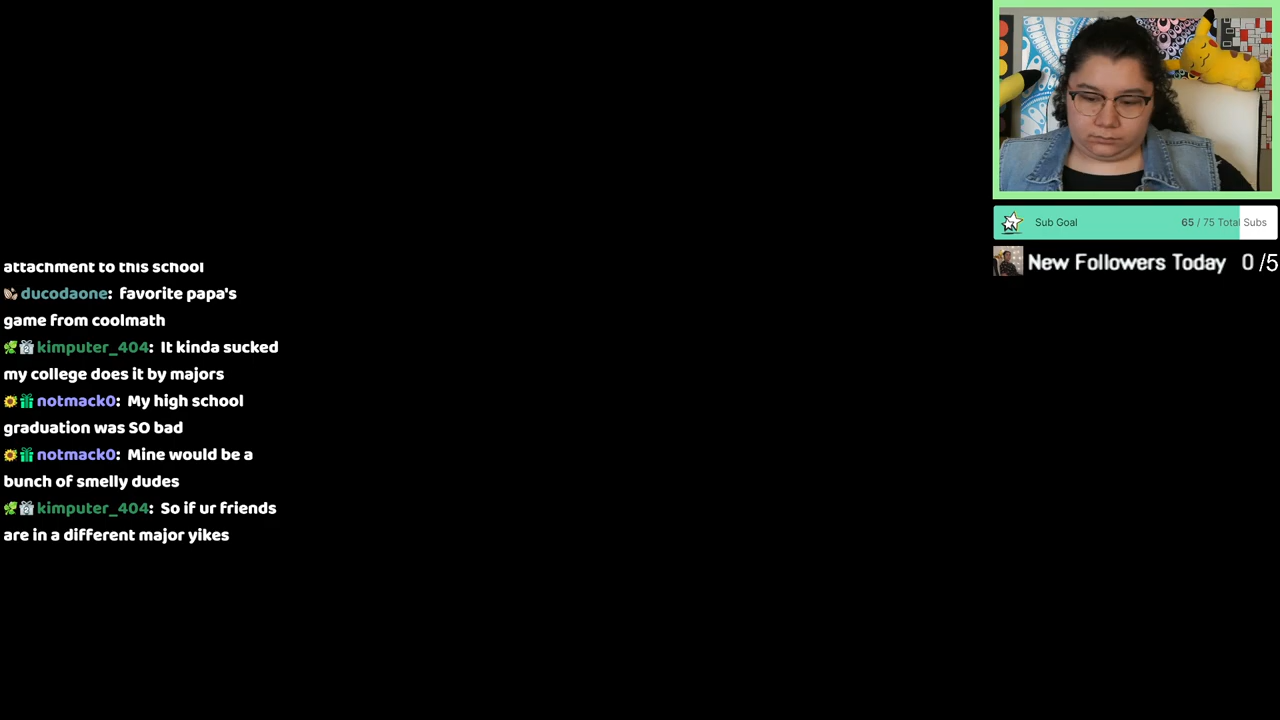 attachment to this school
ducodaone: favorite papa's
game from coolmath
kimputer_404: It kinda sucked
my college does it by majors
notmack0: My high school
graduation was SO bad
notmack0: Mine would be a
bunch of smelly dudes
kimputer_404: So if ur friends
are in a different major yikes
Sub Goal 65 / 75 Total Subs
New Followers Today 0 /5